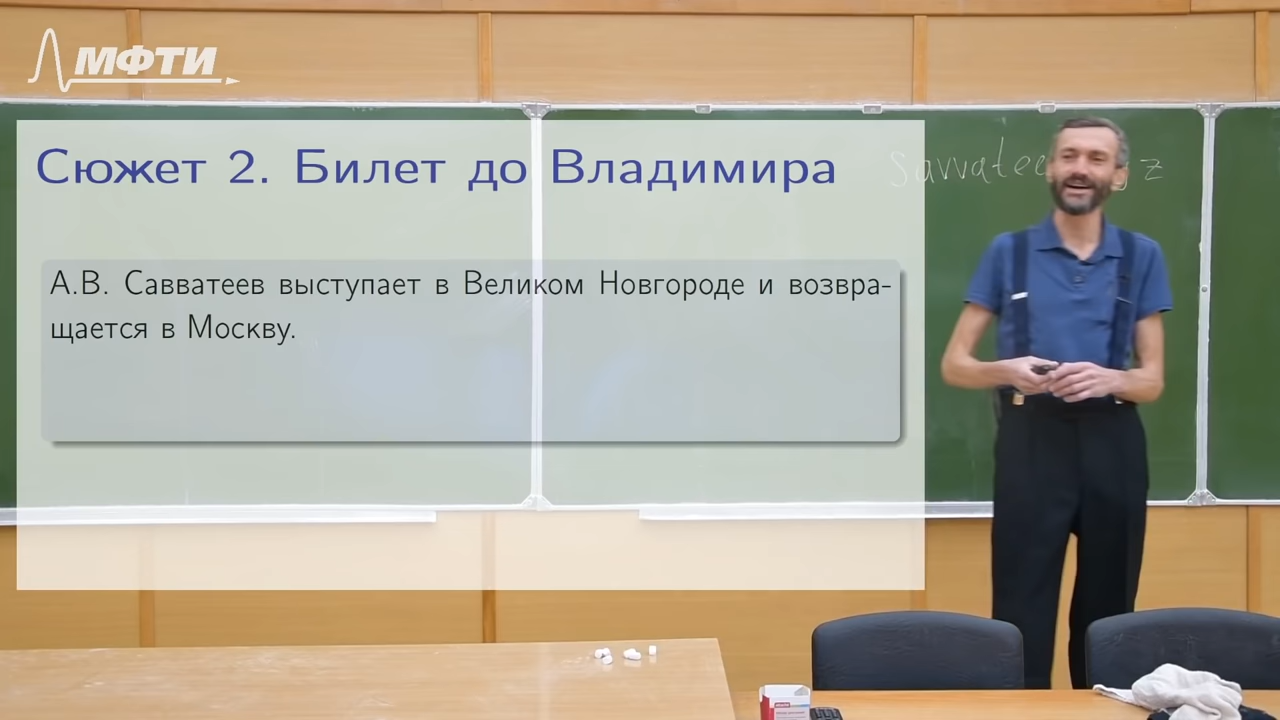 МФТИ
Сюжет 2. Билет до Владимира
А.В. Савватеев выступает в Великом Новгороде и возвра-
щается в Москву.